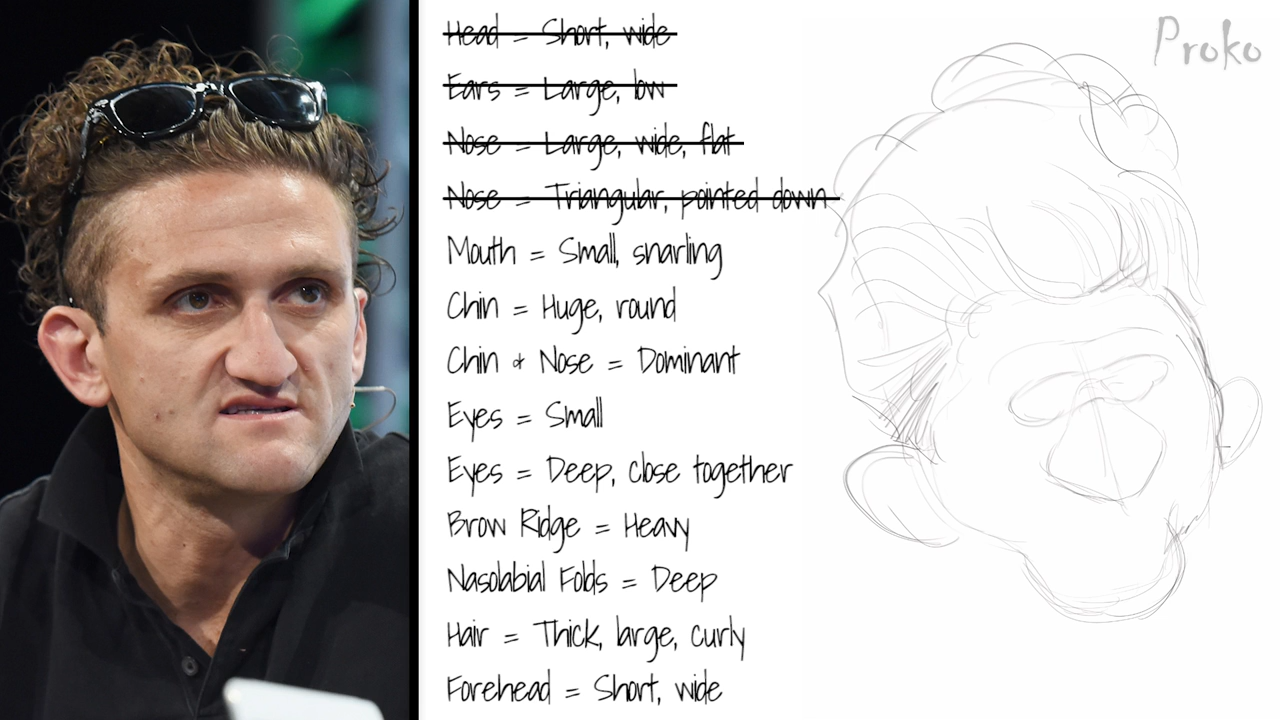 Head = Short, wide
Ears = Large, low
Nose = Large, wide, flat
Nose = Triangular, pointed down
Mouth = Small, snarling
Chin = Huge, round
Chin & Nose = Dominant
Eyes = Small
Eyes = Deep, close together
Brow Ridge = Heavy
Nasolabial Folds = Deep
Hair = Thick, large, curly
Forehead = Short, wide
Proko